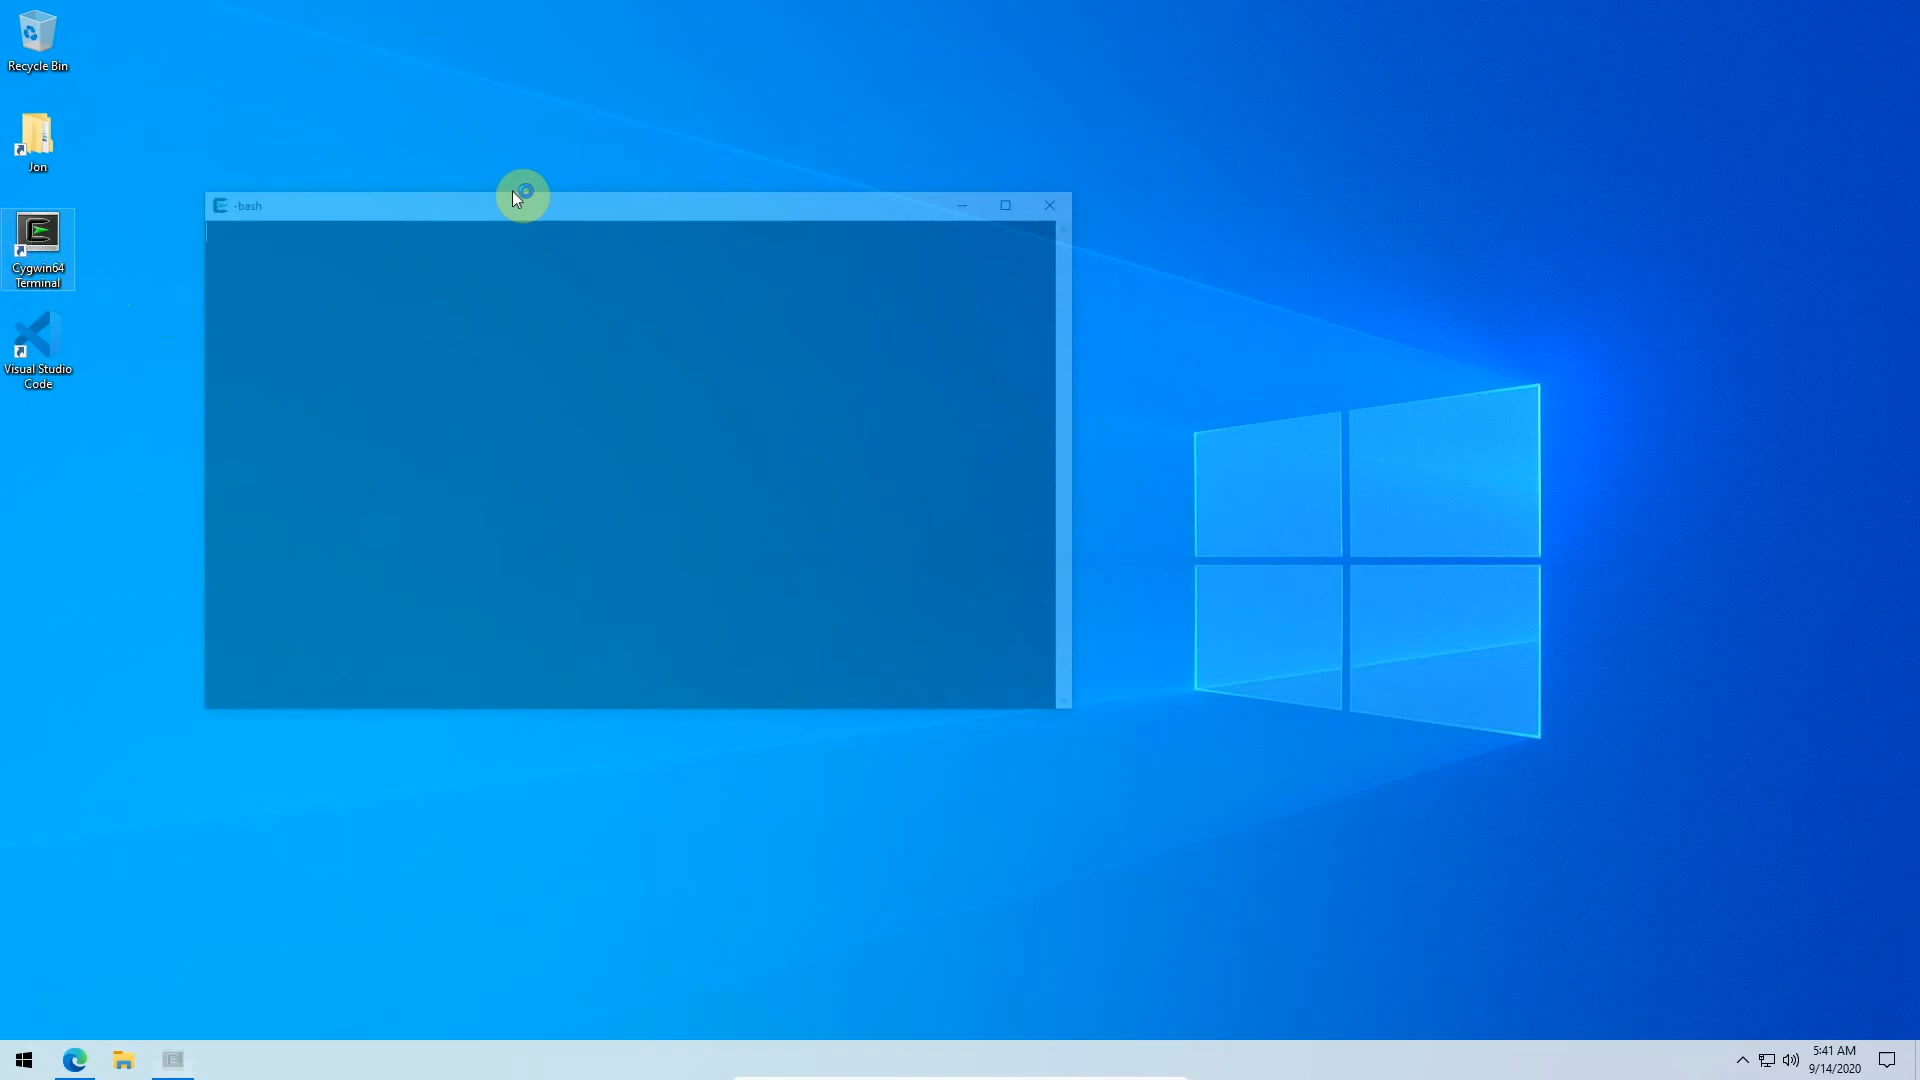 Recycle Bin
Jon
Cygwin64
Terminal
Visual Studio
Code
-bash
5:41 AM
9/14/2020